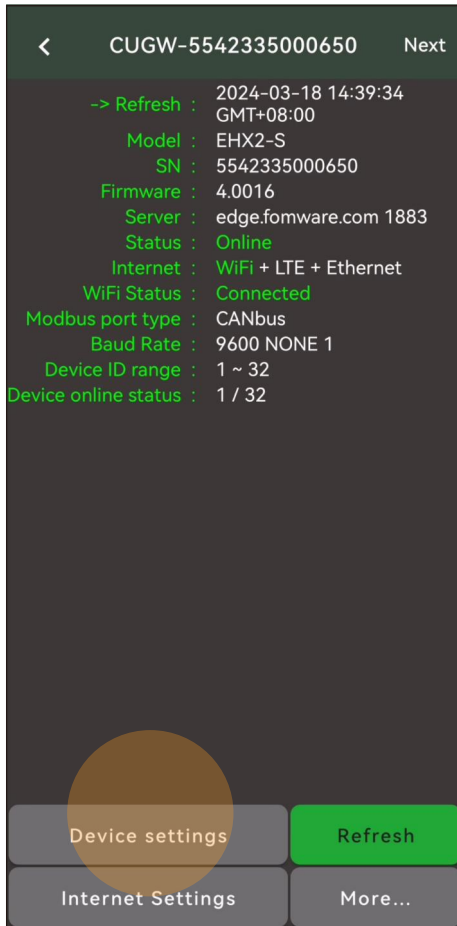 < CUGW-5542335000650 Next
-> Refresh : 2024-03-18 14:39:34
GMT+08:00
Model : EHX2-S
SN : 5542335000650
Firmware : 4.0016
Server : edge.fomware.com 1883
Status : Online
Internet : WiFi + LTE + Ethernet
WiFi Status : Connected
Modbus port type : CANbus
Baud Rate : 9600 NONE 1
Device ID range : 1 ~ 32
Device online status : 1 / 32
Device settings Refresh
Internet Settings More...